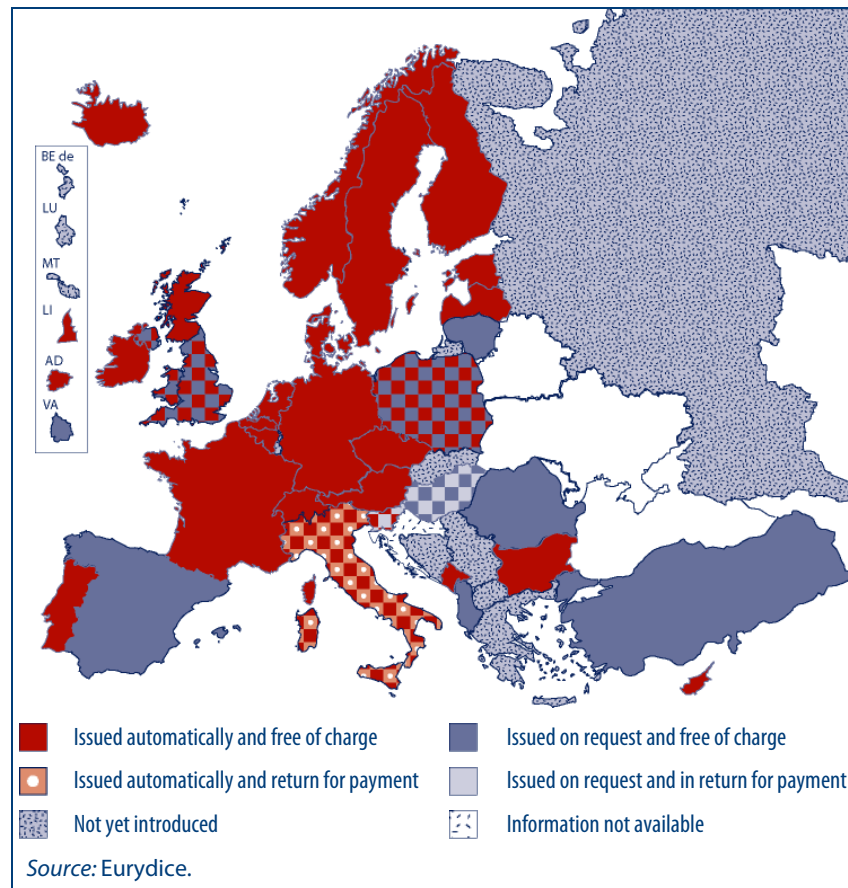 BE de
LU
MT
LI
AD
VA
Issued automatically and free of charge
Issued on request and free of charge
Issued automatically and return for payment
Issued on request and in return for payment
Not yet introduced
Information not available
Source: Eurydice.